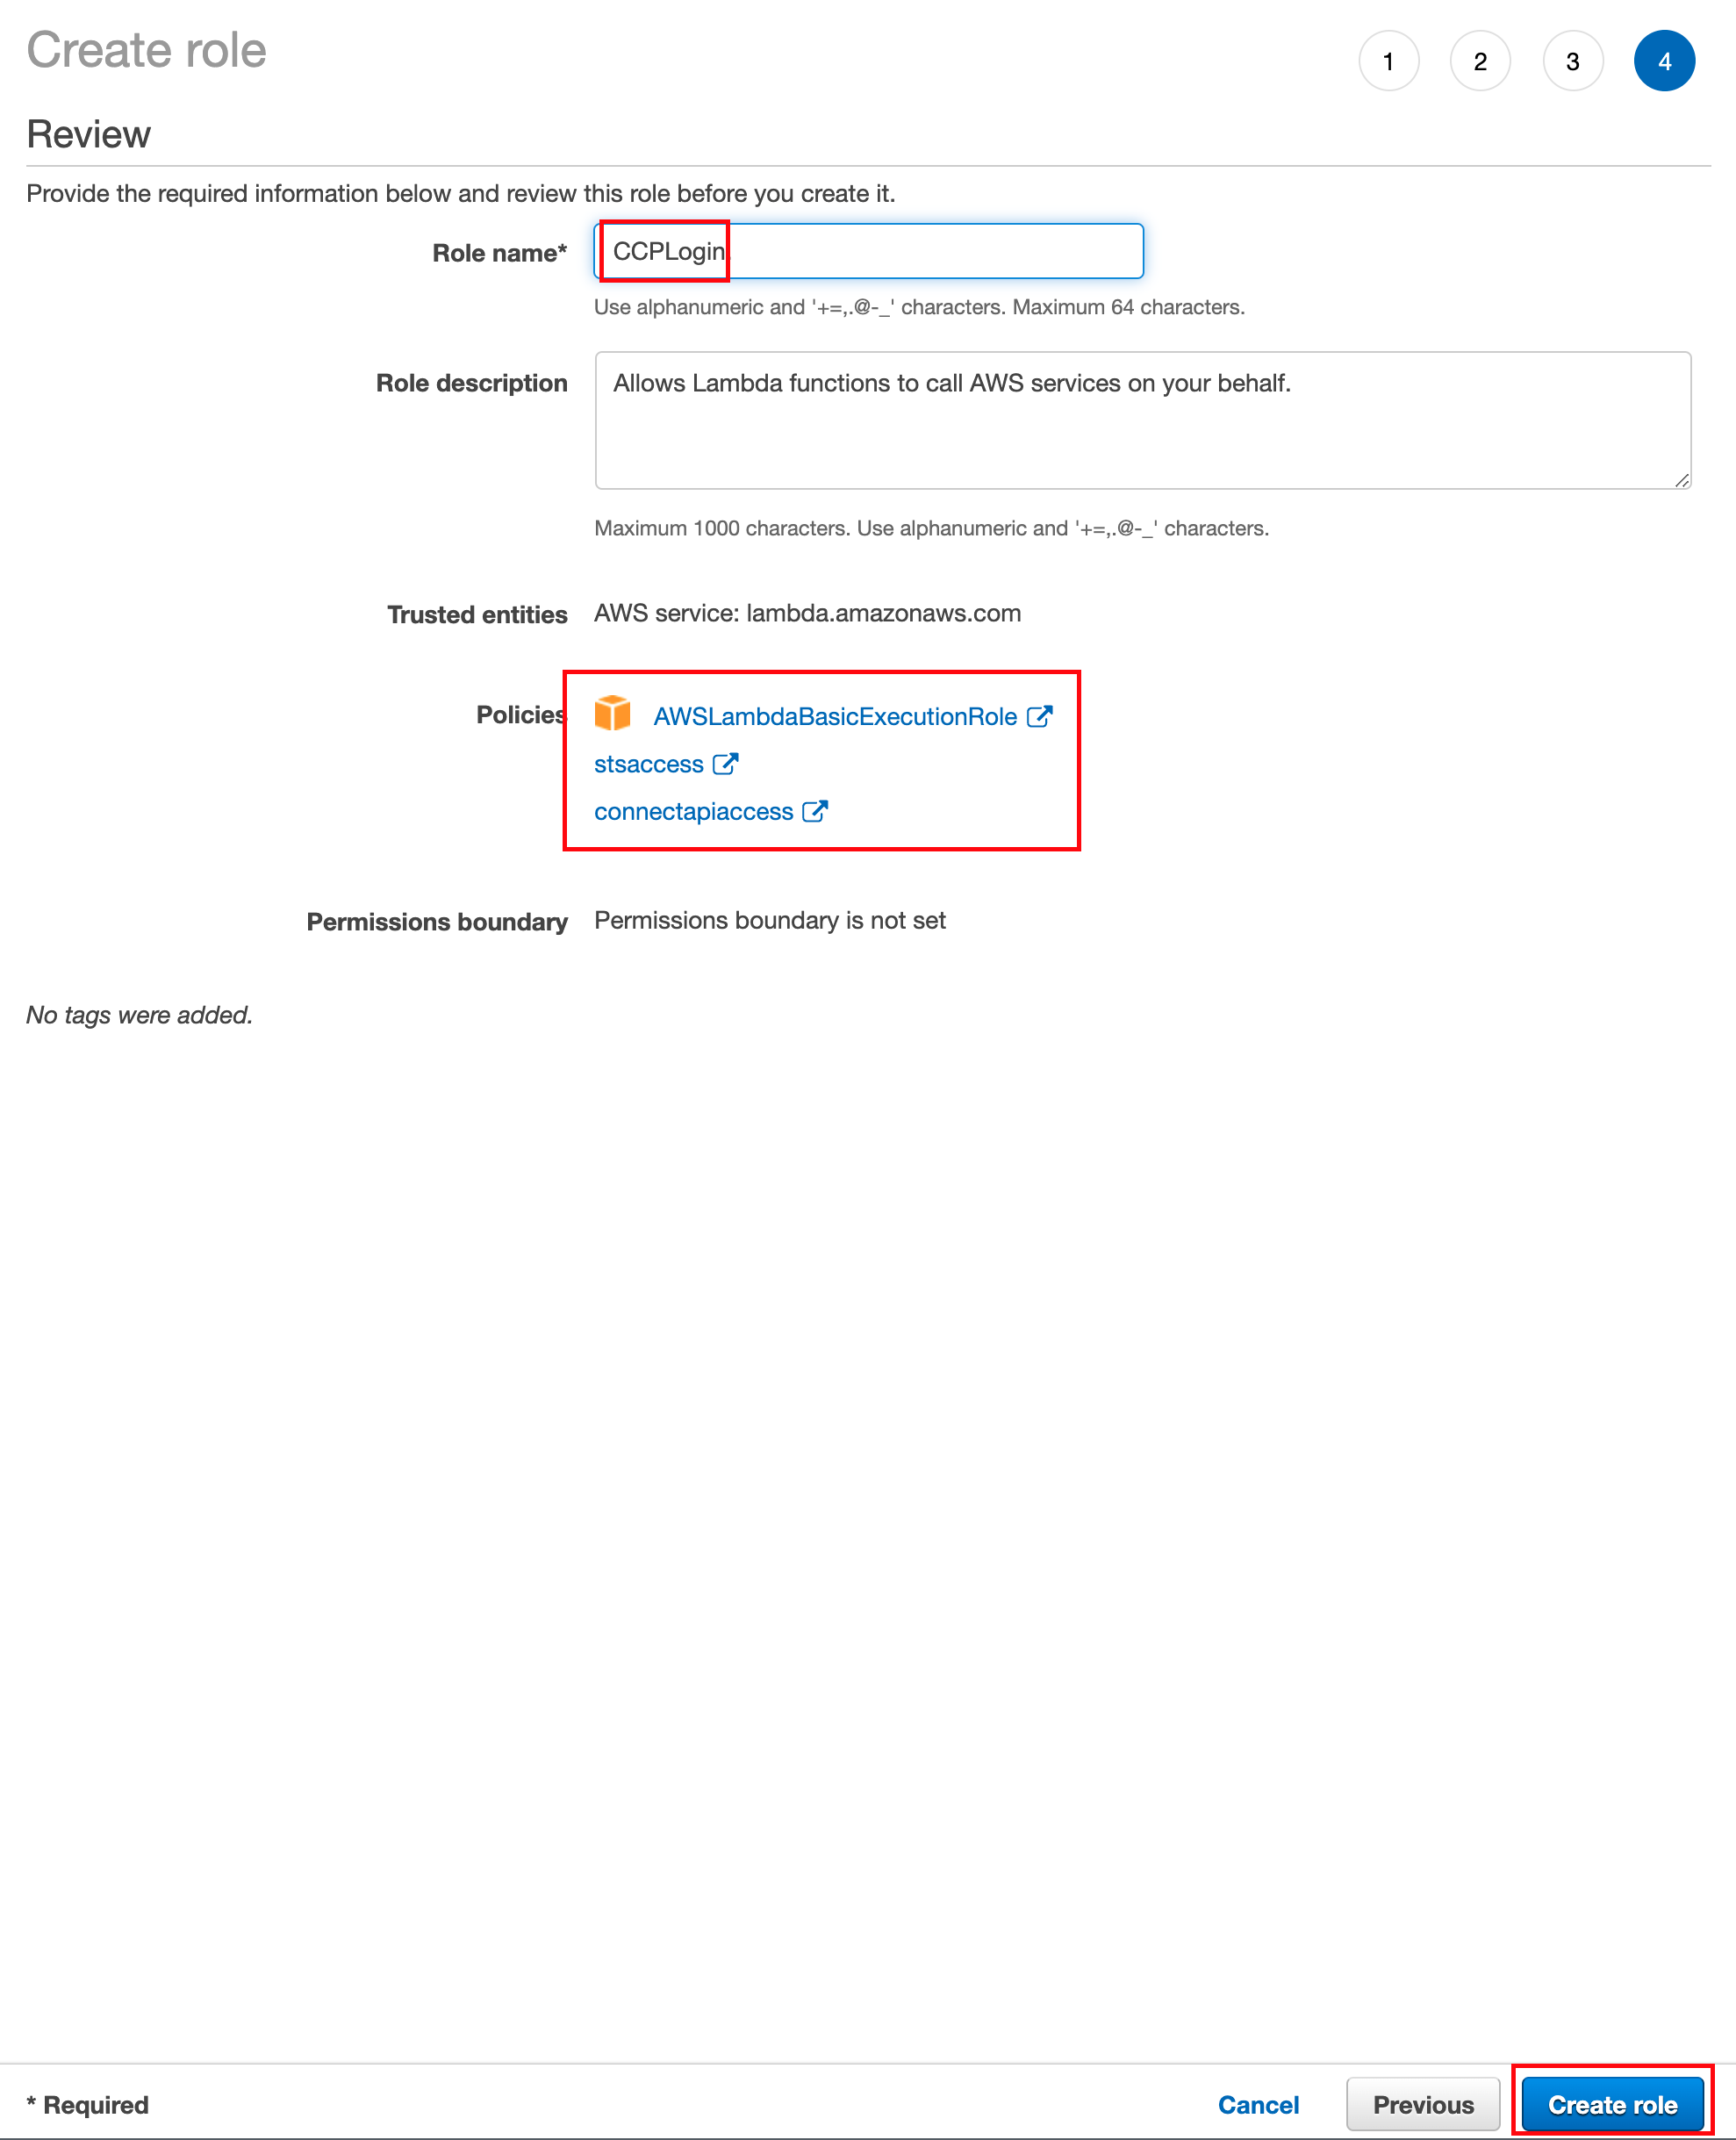 Create role
1 2 3 4
Review
Provide the required information below and review this role before you create it.
Role name* CCPLogin
Use alphanumeric and '+=,.@-_' characters. Maximum 64 characters.
Role description Allows Lambda functions to call AWS services on your behalf.
Maximum 1000 characters. Use alphanumeric and '+=,.@-_' characters.
Trusted entities AWS service: lambda.amazonaws.com
Policies AWSLambdaBasicExecutionRole
stsaccess
connectapiaccess
Permissions boundary Permissions boundary is not set
No tags were added.
* Required Cancel Previous Create role